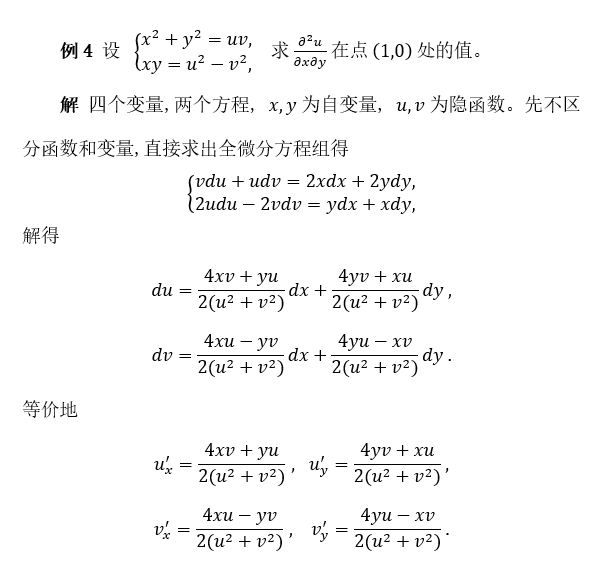 例 4 设 {x² + y² = uv, xy = u² − v², 求 ∂²u/∂x∂y 在点 (1,0) 处的值。
解 四个变量, 两个方程, x, y 为自变量, u, v 为隐函数。先不区
分函数和变量, 直接求出全微分方程组得
{vdu + udv = 2xdx + 2ydy,
2udu − 2vdv = ydx + xdy,
解得
du = (4xv + yu)/(2(u² + v²)) dx + (4yv + xu)/(2(u² + v²)) dy ,
dv = (4xu − yv)/(2(u² + v²)) dx + (4yu − xv)/(2(u² + v²)) dy .
等价地
u′ₓ = (4xv + yu)/(2(u² + v²)) , u′_y = (4yv + xu)/(2(u² + v²)) ,
v′ₓ = (4xu − yv)/(2(u² + v²)) , v′_y = (4yu − xv)/(2(u² + v²)) .